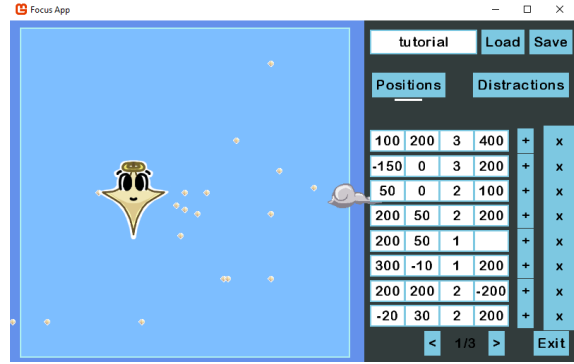 Focus App
tutorial Load Save
Positions Distractions
100 200 3 400 + x
-150 0 3 200 + x
50 0 2 100 + x
200 50 2 200 + x
200 50 1 + x
300 -10 1 200 + x
200 200 2 -200 + x
-20 30 2 200 + x
< 1/3 > Exit